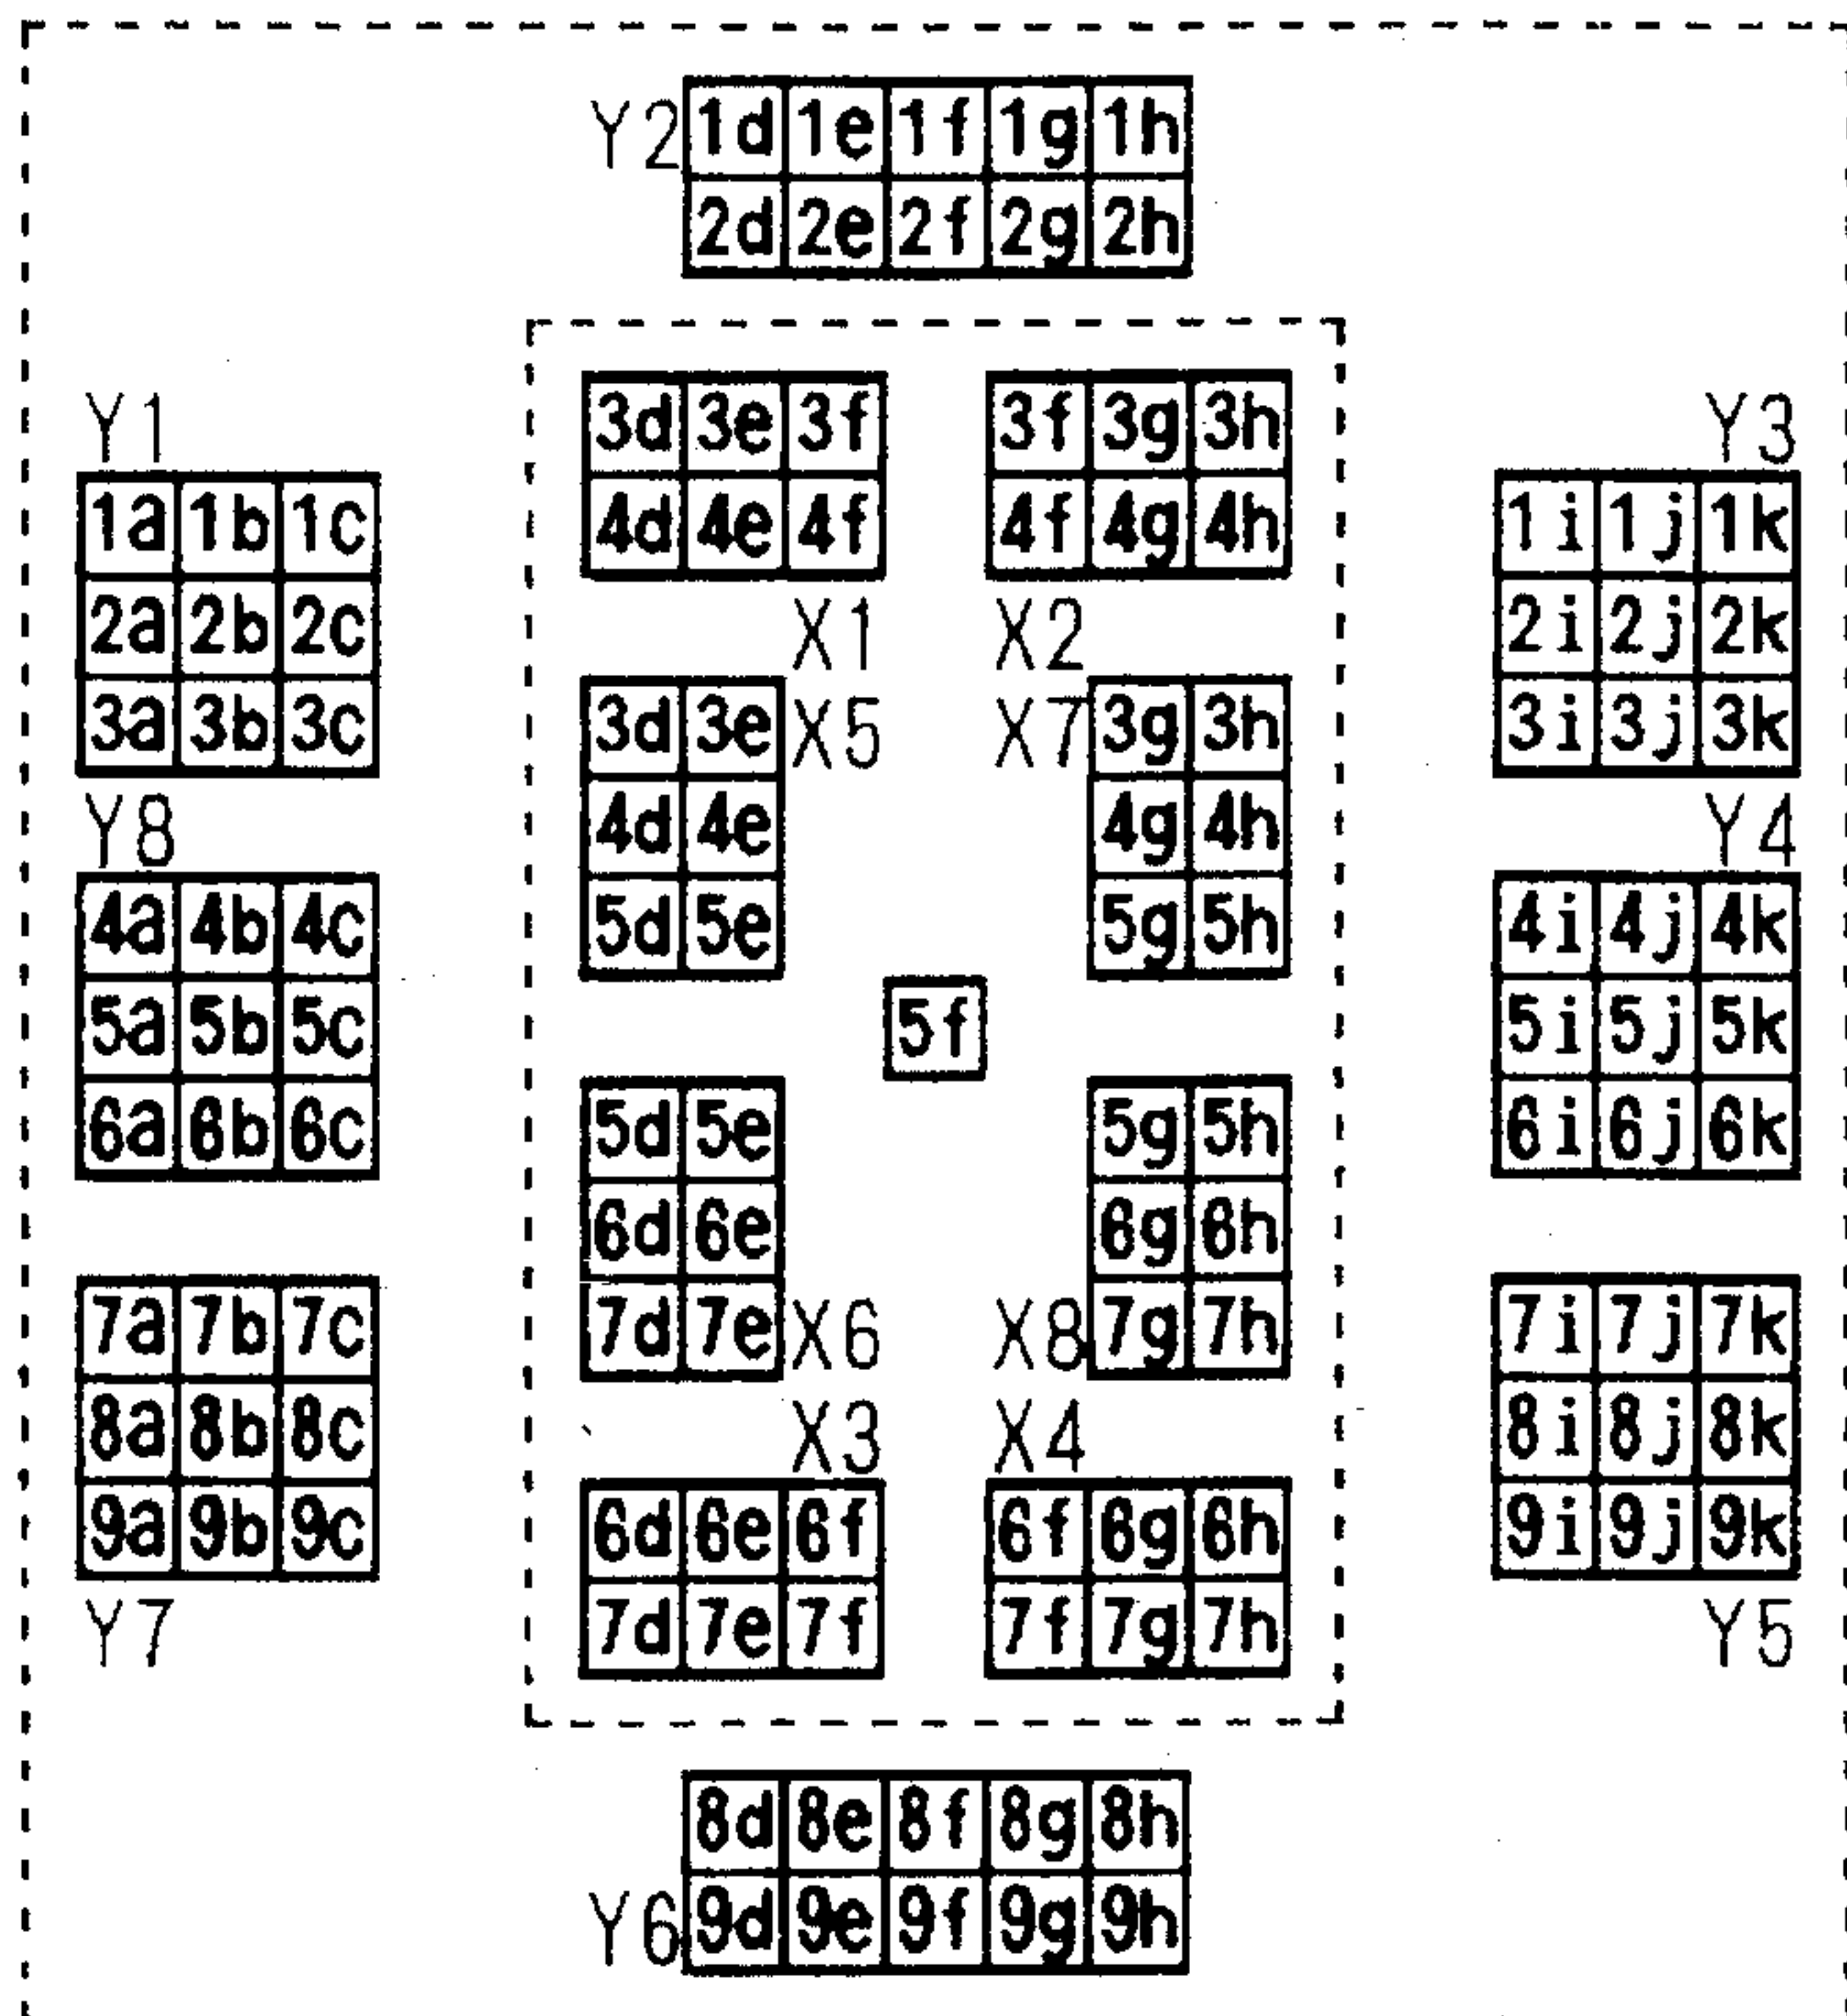 Y2 1d 1e 1f 1g 1h
2d 2e 2f 2g 2h
Y1
1a 1b 1c
2a 2b 2c
3a 3b 3c
Y8
4a 4b 4c
5a 5b 5c
6a 6b 6c
7a 7b 7c
8a 8b 8c
9a 9b 9c
Y7
3d 3e 3f
4d 4e 4f
X1
3f 3g 3h
4f 4g 4h
X2
3d 3e X5
4d 4e
5d 5e
X7 3g 3h
4g 4h
5g 5h
5f
5d 5e
6d 6e
7d 7e X6
5g 5h
6g 6h
X8 7g 7h
X3
6d 6e 6f
7d 7e 7f
X4
6f 6g 6h
7f 7g 7h
Y3
1i 1j 1k
2i 2j 2k
3i 3j 3k
Y4
4i 4j 4k
5i 5j 5k
6i 6j 6k
7i 7j 7k
8i 8j 8k
9i 9j 9k
Y5
8d 8e 8f 8g 8h
Y6 9d 9e 9f 9g 9h